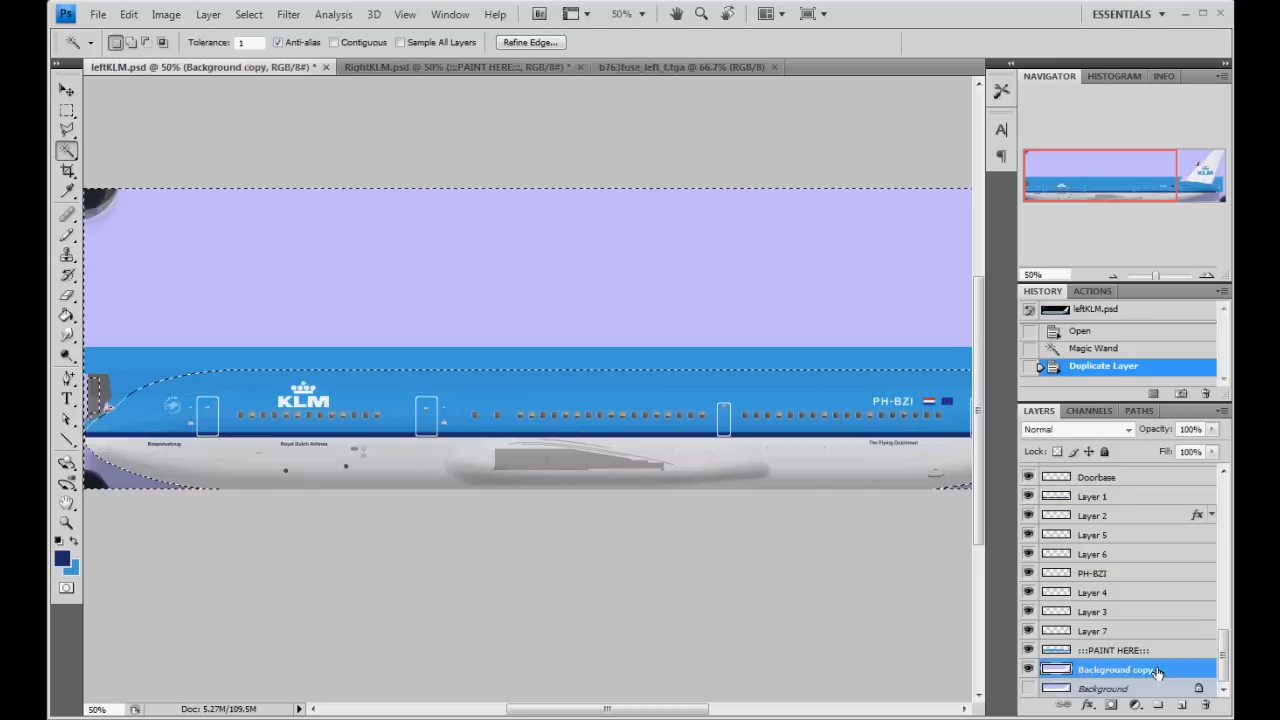 Ps File Edit Image Layer Select Filter Analysis 3D View Window Help Br 50% ESSENTIALS
Tolerance: 1 Anti-alias Contiguous Sample All Layers Refine Edge...
leftKLM.psd @ 50% (Background copy, RGB/8#) * RightKLM.psd @ 50% (:::PAINT HERE:::, RGB/8#) * b763fuse_left_t.tga @ 66.7% (RGB/8)
NAVIGATOR HISTOGRAM INFO
KLM
50%
HISTORY ACTIONS
leftKLM.psd
Open
Magic Wand
Duplicate Layer
LAYERS CHANNELS PATHS
Normal Opacity: 100%
Lock: Fill: 100%
Doorbase
Layer 1
Layer 2 fx
Layer 5
Layer 6
PH-BZI
Layer 4
Layer 3
Layer 7
:::PAINT HERE:::
Background copy
Background
KLM PH-BZI
Royal Dutch Airlines The Flying Dutchman
50% Doc: 5.27M/109.5M